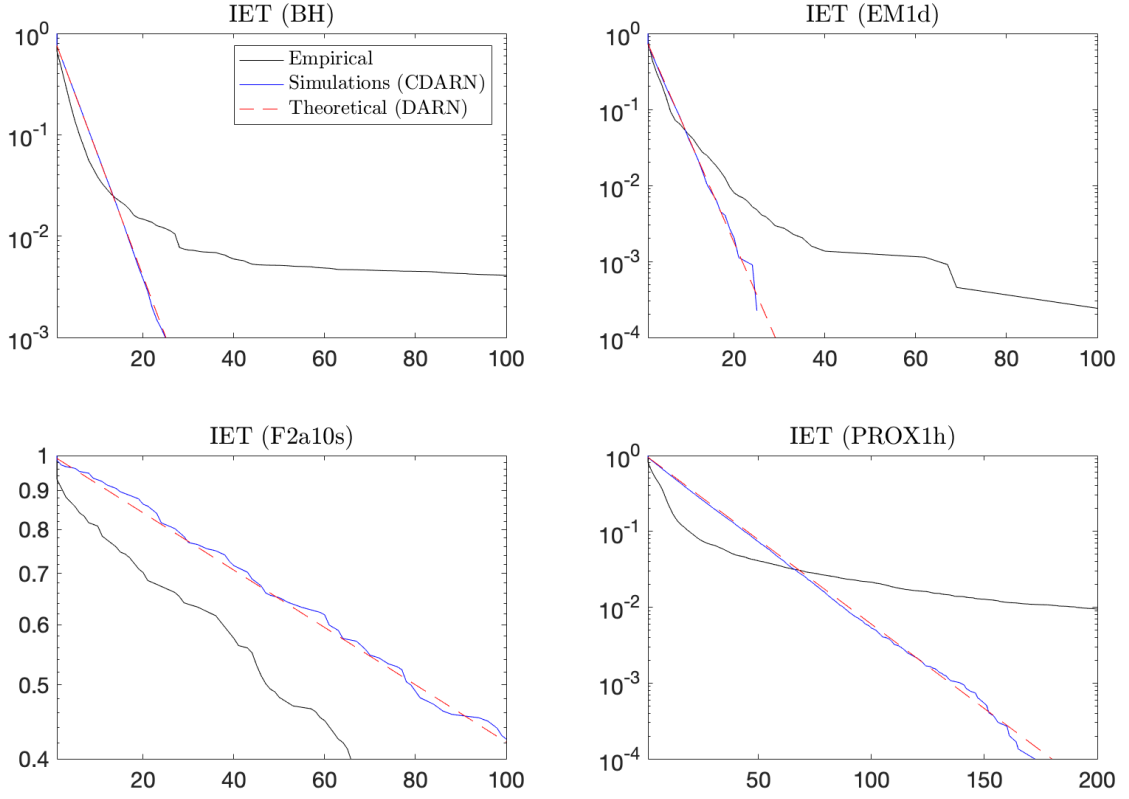 IET (BH)
10^0
10^-1
10^-2
10^-3
20 40 60 80 100
Empirical
Simulations (CDARN)
Theoretical (DARN)
IET (EM1d)
10^0
10^-1
10^-2
10^-3
10^-4
20 40 60 80 100
IET (F2a10s)
1
0.9
0.8
0.7
0.6
0.5
0.4
20 40 60 80 100
IET (PROX1h)
10^0
10^-1
10^-2
10^-3
10^-4
50 100 150 200